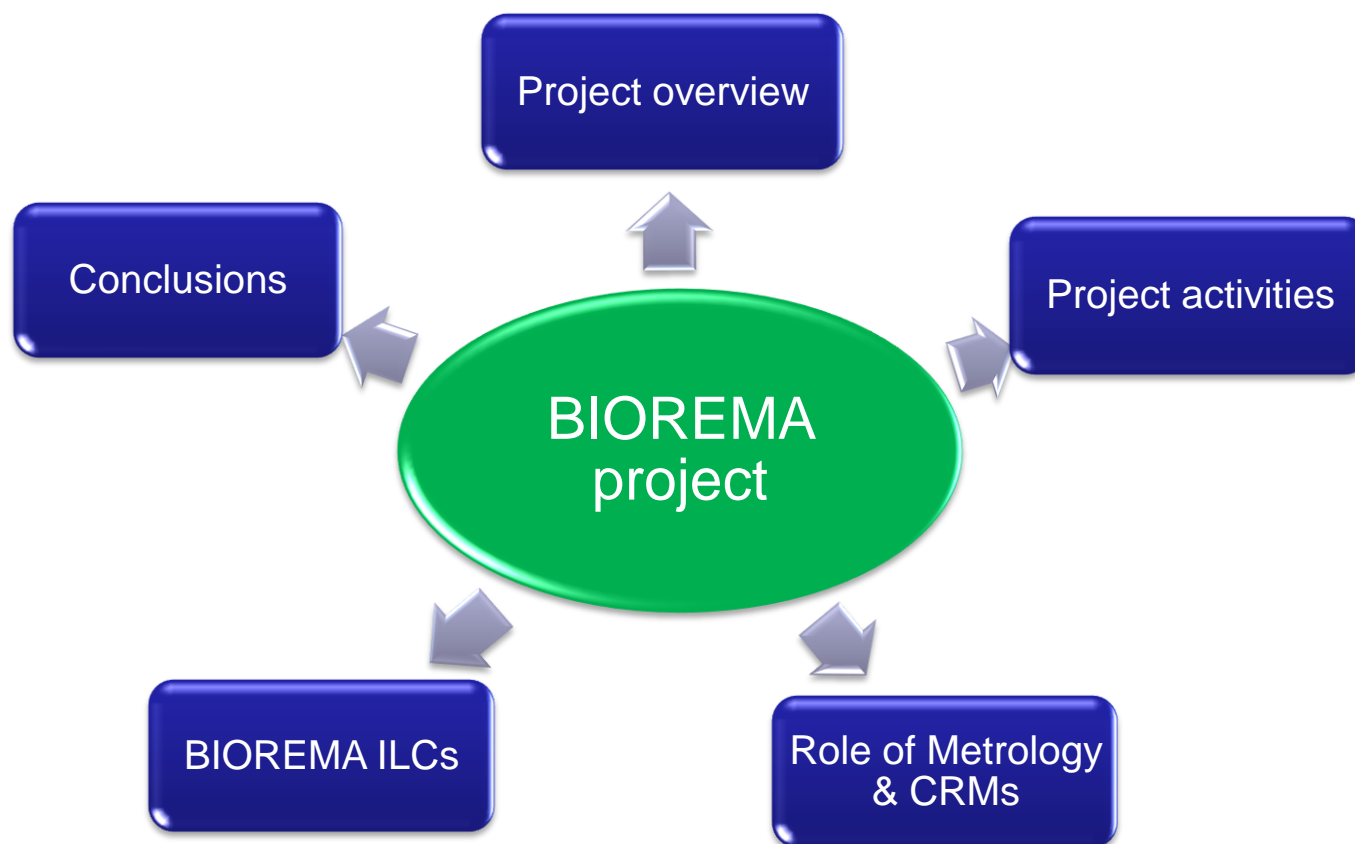 Project overview
Conclusions
Project activities
BIOREMA
project
BIOREMA ILCs
Role of Metrology
& CRMs